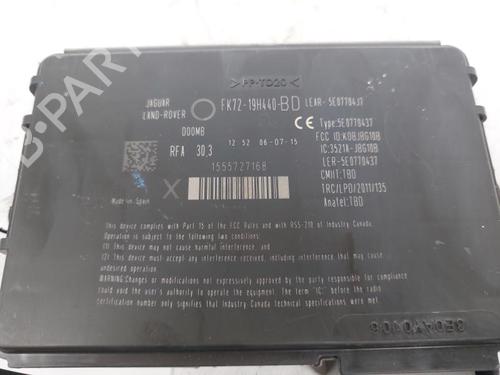 >PP-TD20<
JAGUAR
LAND-ROVER
FK72-19H440-BD
LEAR- 5E0770437
D00MB
CE Type:5E0770437
RFA 30.3
12 52 06-07-15
FCC ID:KOBJBG10B
IC:3521A-JBG10B
1555727168
LER-5E0770437
CMIIT:TBD
X
TRC/LPD/2011/135
Made in Spain
Anatel:TBD
This device complies with Part 15 of the FCC Rules and with RSS-210 of Industry Canada.
Operation is subject to the following two conditions:
(1) This device may not cause harmful interference, and
(2) This device must accept any interference received, including interference that may cause
undesired operation.
WARNING:Changes or modifications not expressly approved by the party responsible for compliance could
void the user's authority to operate the equipment. The term "IC" before the radio
certification number only signifies that Industry Canada technical specifications were met.